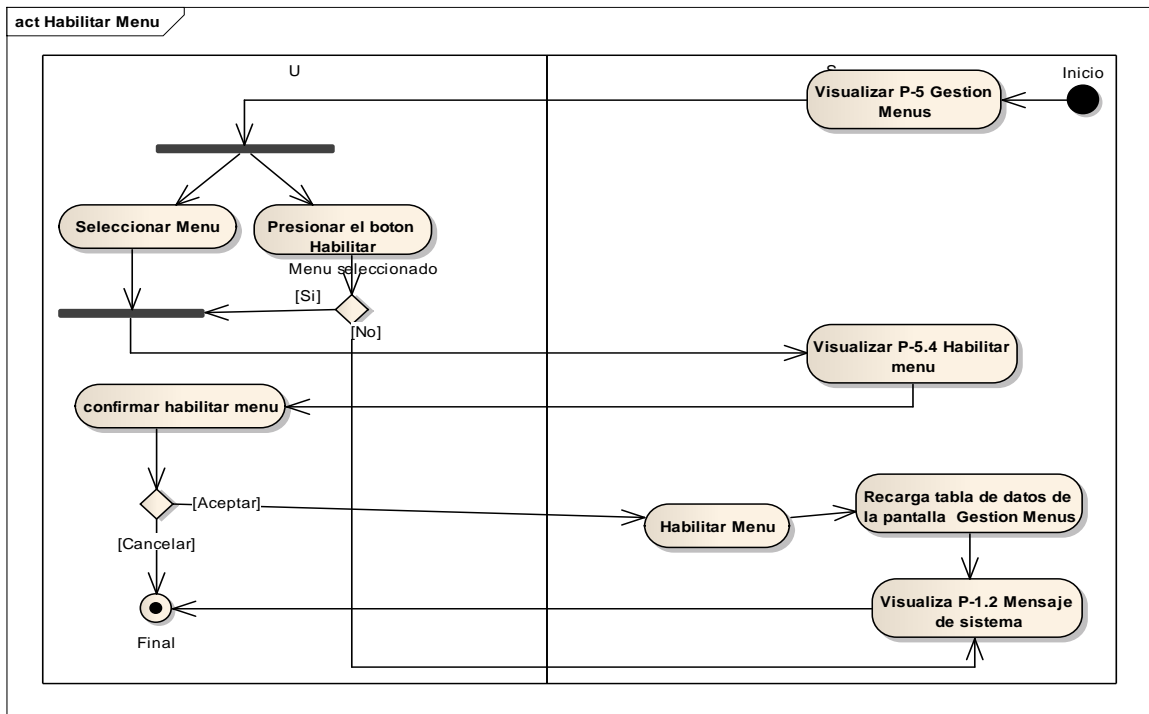 act Habilitar Menu
U
Inicio
Visualizar P-5 Gestion
Menus
Seleccionar Menu
Presionar el boton
Habilitar
Menu seleccionado
[Si]
[No]
Visualizar P-5.4 Habilitar
menu
confirmar habilitar menu
[Aceptar]
Habilitar Menu
Recarga tabla de datos de
la pantalla Gestion Menus
[Cancelar]
Visualiza P-1.2 Mensaje
de sistema
Final